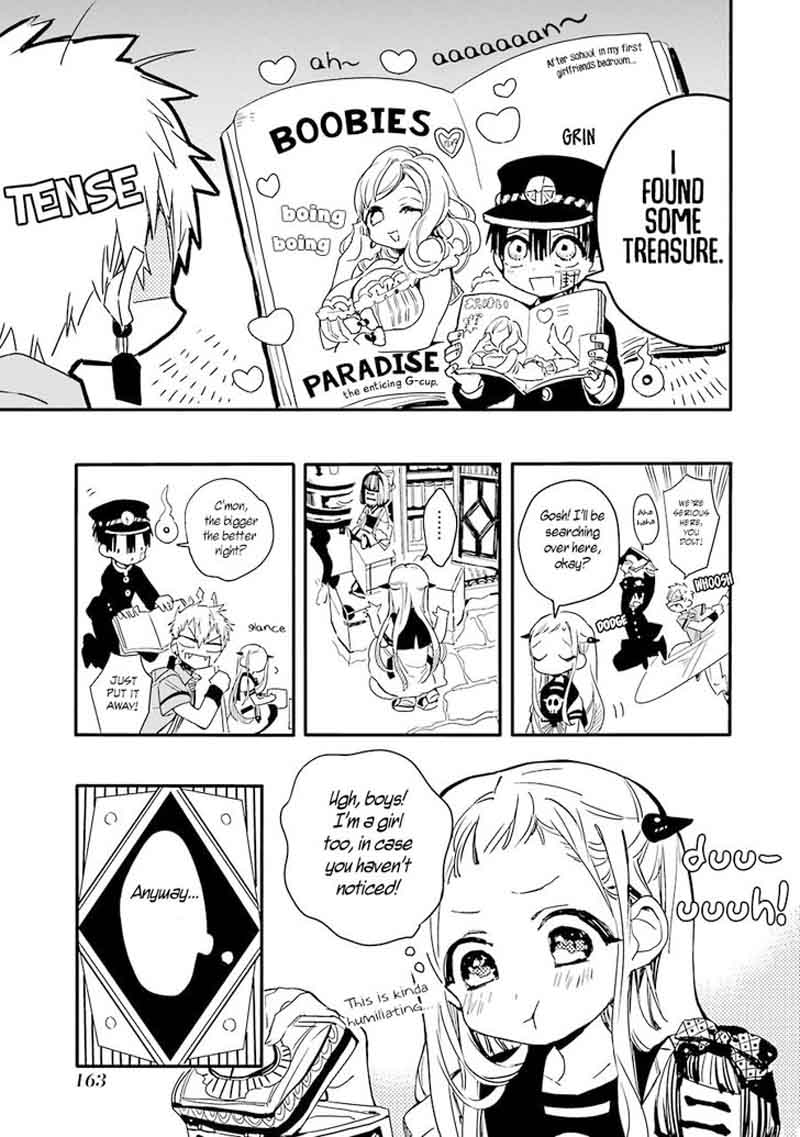 I
FOUND
SOME
TREASURE.
After school in my first
girlfriends bedroom...
aaaaaaan~
ah~
GRIN
BOOBIES
boing
boing
PARADISE
the enticing G-cup.
TENSE
WE'RE
SERIOUS
HERE,
YOU
DOLT!
Aha
haha
WHOOSH
DODGE
Gosh! I'll be
searching
over here,
okay?
......
C'mon,
the bigger
the better
right?
glance
JUST
PUT IT
AWAY!
Ugh, boys!
I'm a girl
too, in case
you haven't
noticed!
duu-
uuuh!
This is kinda
humiliating...
Anyway...
163